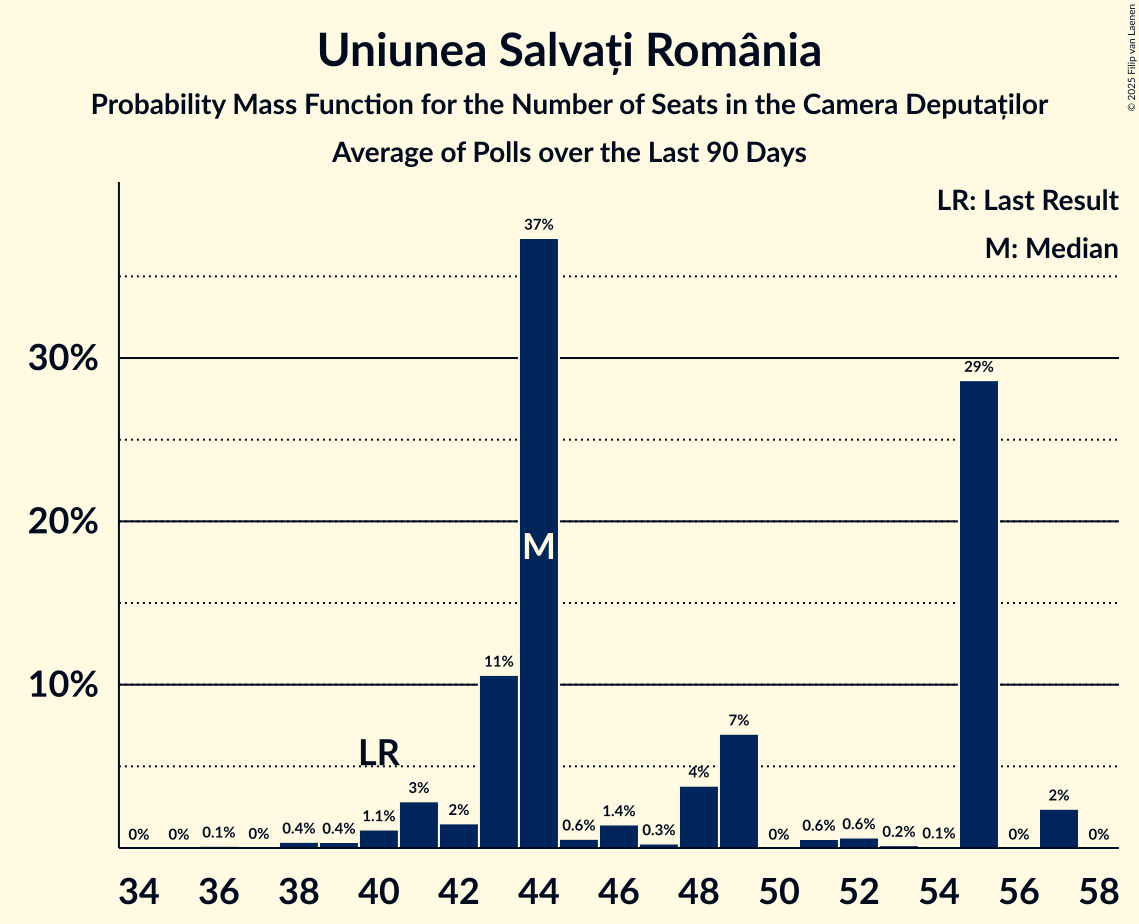 Uniunea Salvați România
Probability Mass Function for the Number of Seats in the Camera Deputaților
Average of Polls over the Last 90 Days
© 2025 Filip van Laenen
LR: Last Result
M: Median
37%
30%
29%
20%
M
11%
10%
7%
LR
4%
3%
2%
2%
1.1%
1.4%
0% 0% 0.1% 0% 0.4% 0.4% 0.6% 0.3% 0% 0.6% 0.6% 0.2% 0.1% 0% 0%
34 36 38 40 42 44 46 48 50 52 54 56 58